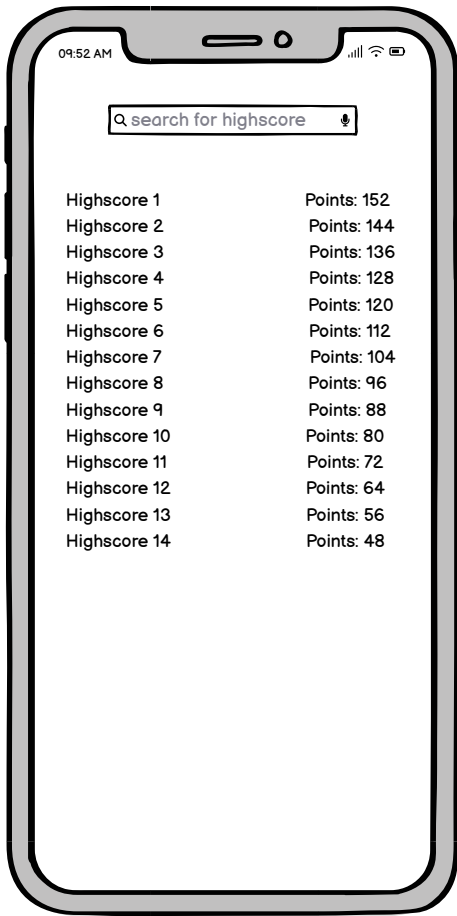 09:52 AM
search for highscore
Highscore 1 Points: 152
Highscore 2 Points: 144
Highscore 3 Points: 136
Highscore 4 Points: 128
Highscore 5 Points: 120
Highscore 6 Points: 112
Highscore 7 Points: 104
Highscore 8 Points: 96
Highscore 9 Points: 88
Highscore 10 Points: 80
Highscore 11 Points: 72
Highscore 12 Points: 64
Highscore 13 Points: 56
Highscore 14 Points: 48